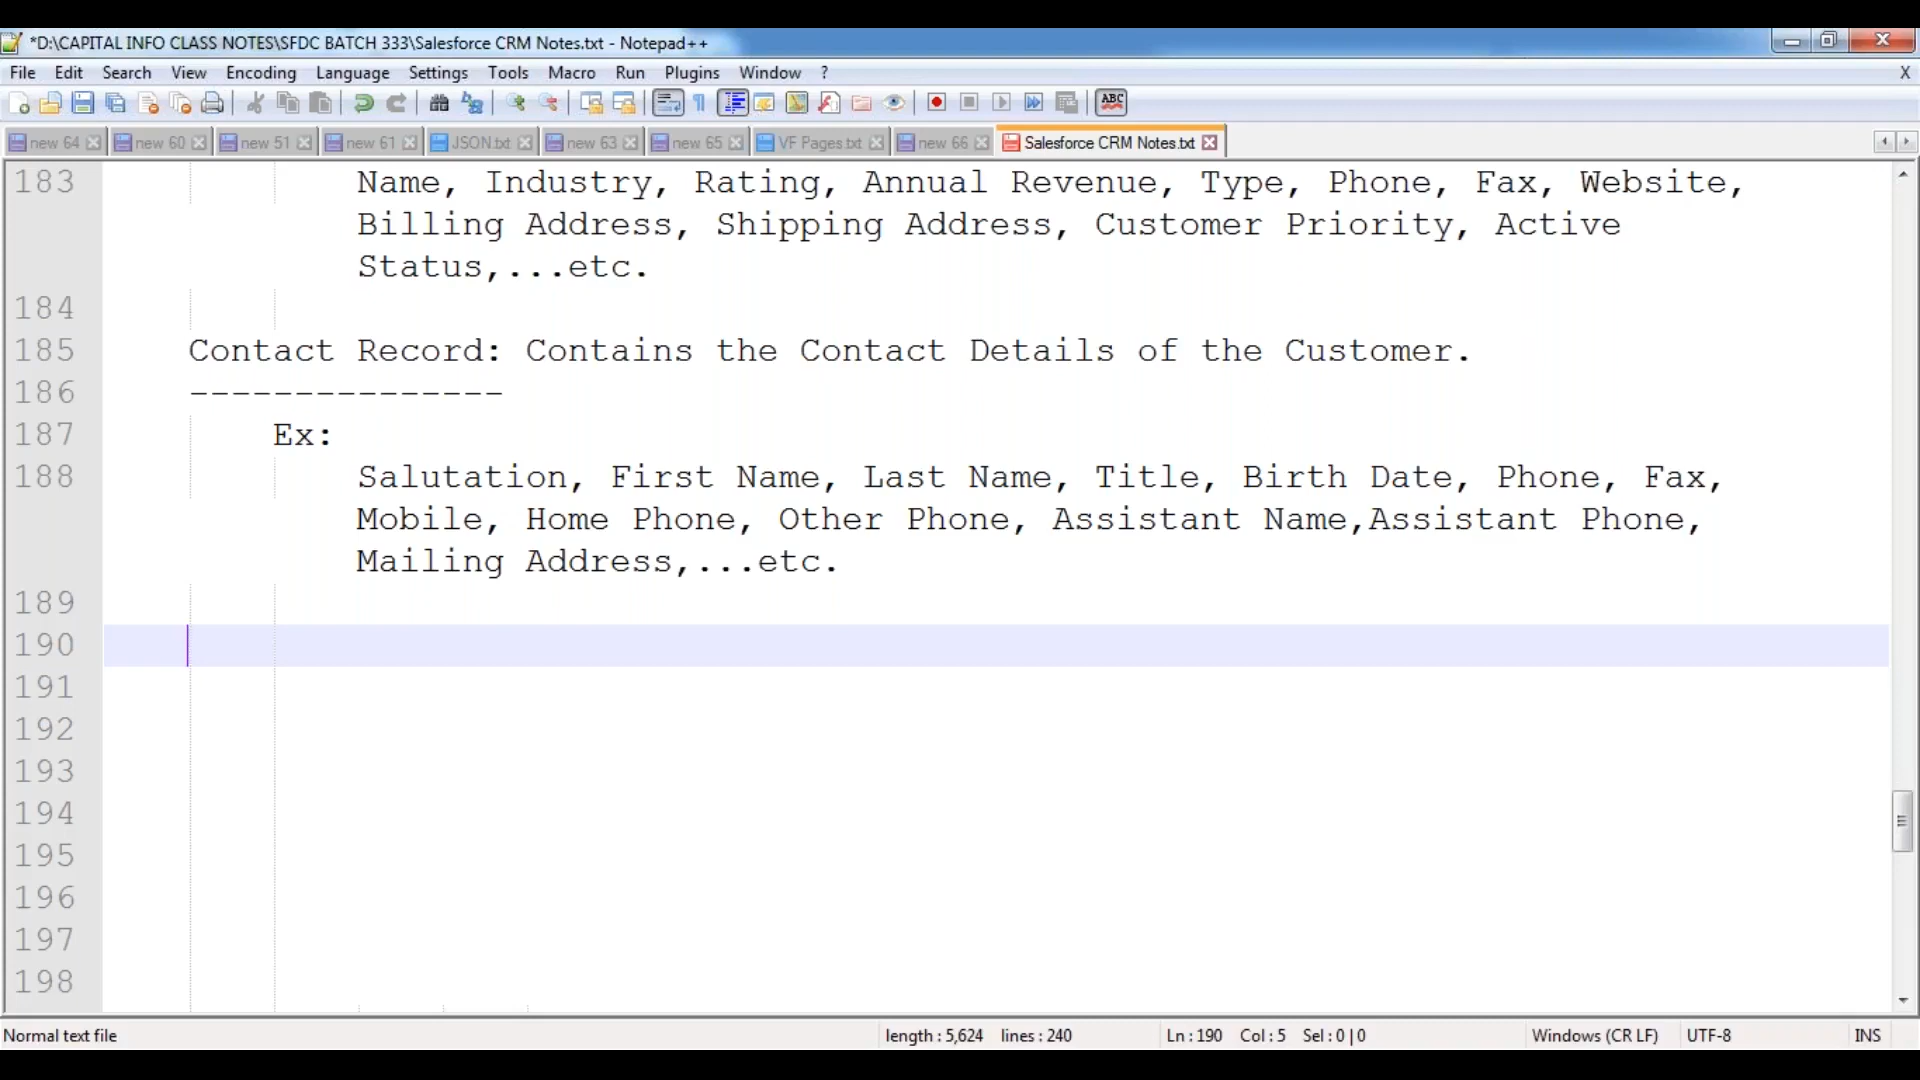 *D:\CAPITAL INFO CLASS NOTES\SFDC BATCH 333\Salesforce CRM Notes.txt - Notepad++
File Edit Search View Encoding Language Settings Tools Macro Run Plugins Window ? X
ABC
new 64 new 60 new 51 new 61 JSON.txt new 63 new 65 VF Pages.txt new 66 Salesforce CRM Notes.txt
183 Name, Industry, Rating, Annual Revenue, Type, Phone, Fax, Website,
Billing Address, Shipping Address, Customer Priority, Active
Status,...etc.
184
185 Contact Record: Contains the Contact Details of the Customer.
186 ---------------
187 Ex:
188 Salutation, First Name, Last Name, Title, Birth Date, Phone, Fax,
Mobile, Home Phone, Other Phone, Assistant Name,Assistant Phone,
Mailing Address,...etc.
189
190
191
192
193
194
195
196
197
198
Normal text file length : 5,624 lines : 240 Ln : 190 Col : 5 Sel : 0 | 0 Windows (CR LF) UTF-8 INS